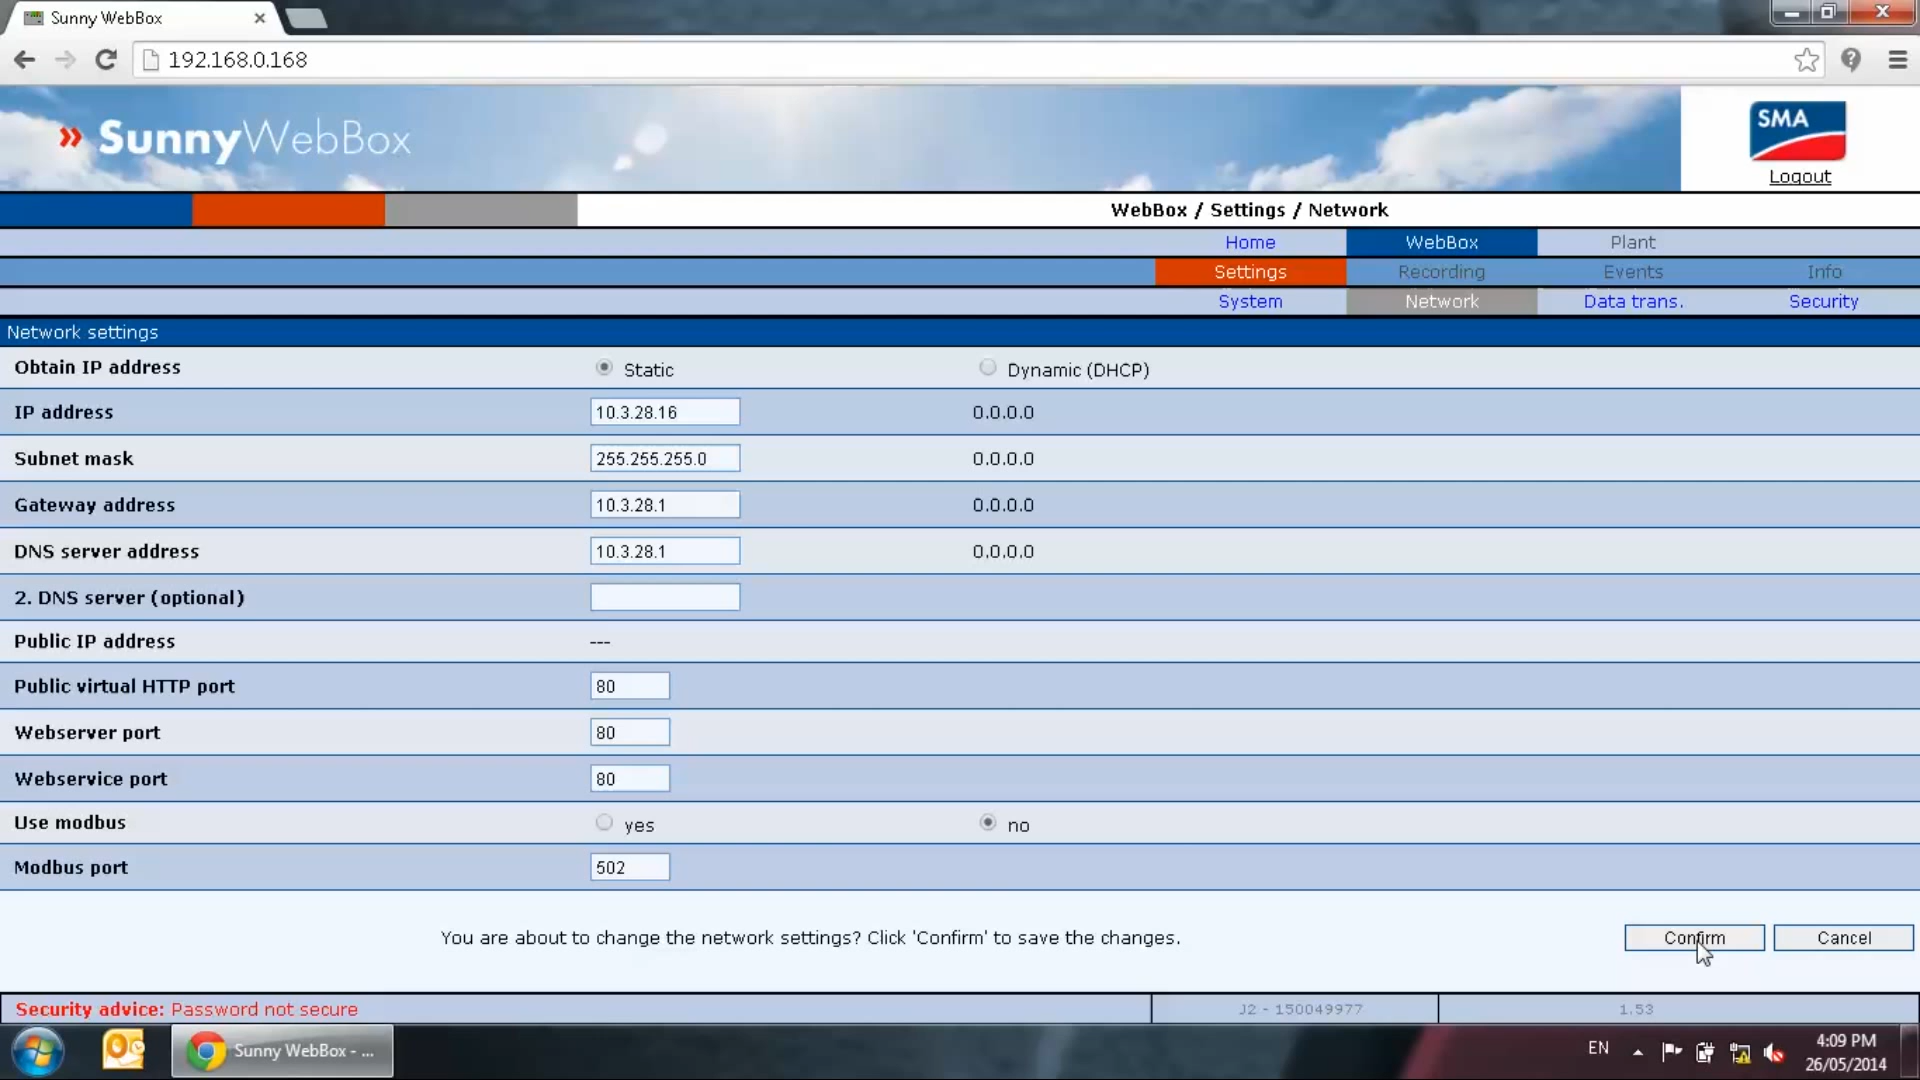 Sunny WebBox
192.168.0.168
SunnyWebBox
SMA
Logout
WebBox / Settings / Network
Home WebBox Plant
Settings Recording Events Info
System Network Data trans. Security
Network settings
Obtain IP address Static Dynamic (DHCP)
IP address 10.3.28.16 0.0.0.0
Subnet mask 255.255.255.0 0.0.0.0
Gateway address 10.3.28.1 0.0.0.0
DNS server address 10.3.28.1 0.0.0.0
2. DNS server (optional)
Public IP address ---
Public virtual HTTP port 80
Webserver port 80
Webservice port 80
Use modbus yes no
Modbus port 502
You are about to change the network settings? Click 'Confirm' to save the changes.
Confirm Cancel
Security advice: Password not secure J2 - 150049977 1.53
Sunny WebBox - ...
EN
4:09 PM
26/05/2014